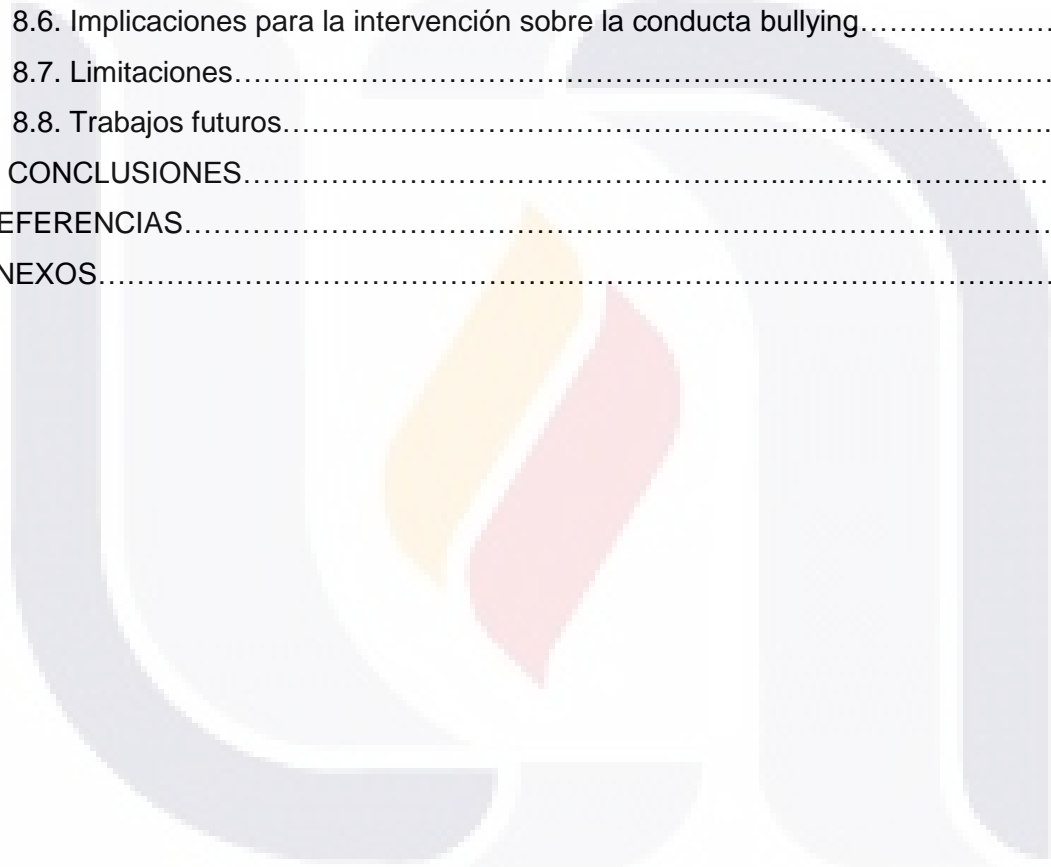 8.6. Implicaciones para la intervención sobre la conducta bullying…………………
8.7. Limitaciones………………………………………………………………………………
8.8. Trabajos futuros…………………………………………………………………………
CONCLUSIONES………………………………………………………………………………
EFERENCIAS……………………………………………………………………………………
NEXOS……………………………………………………………………………………………